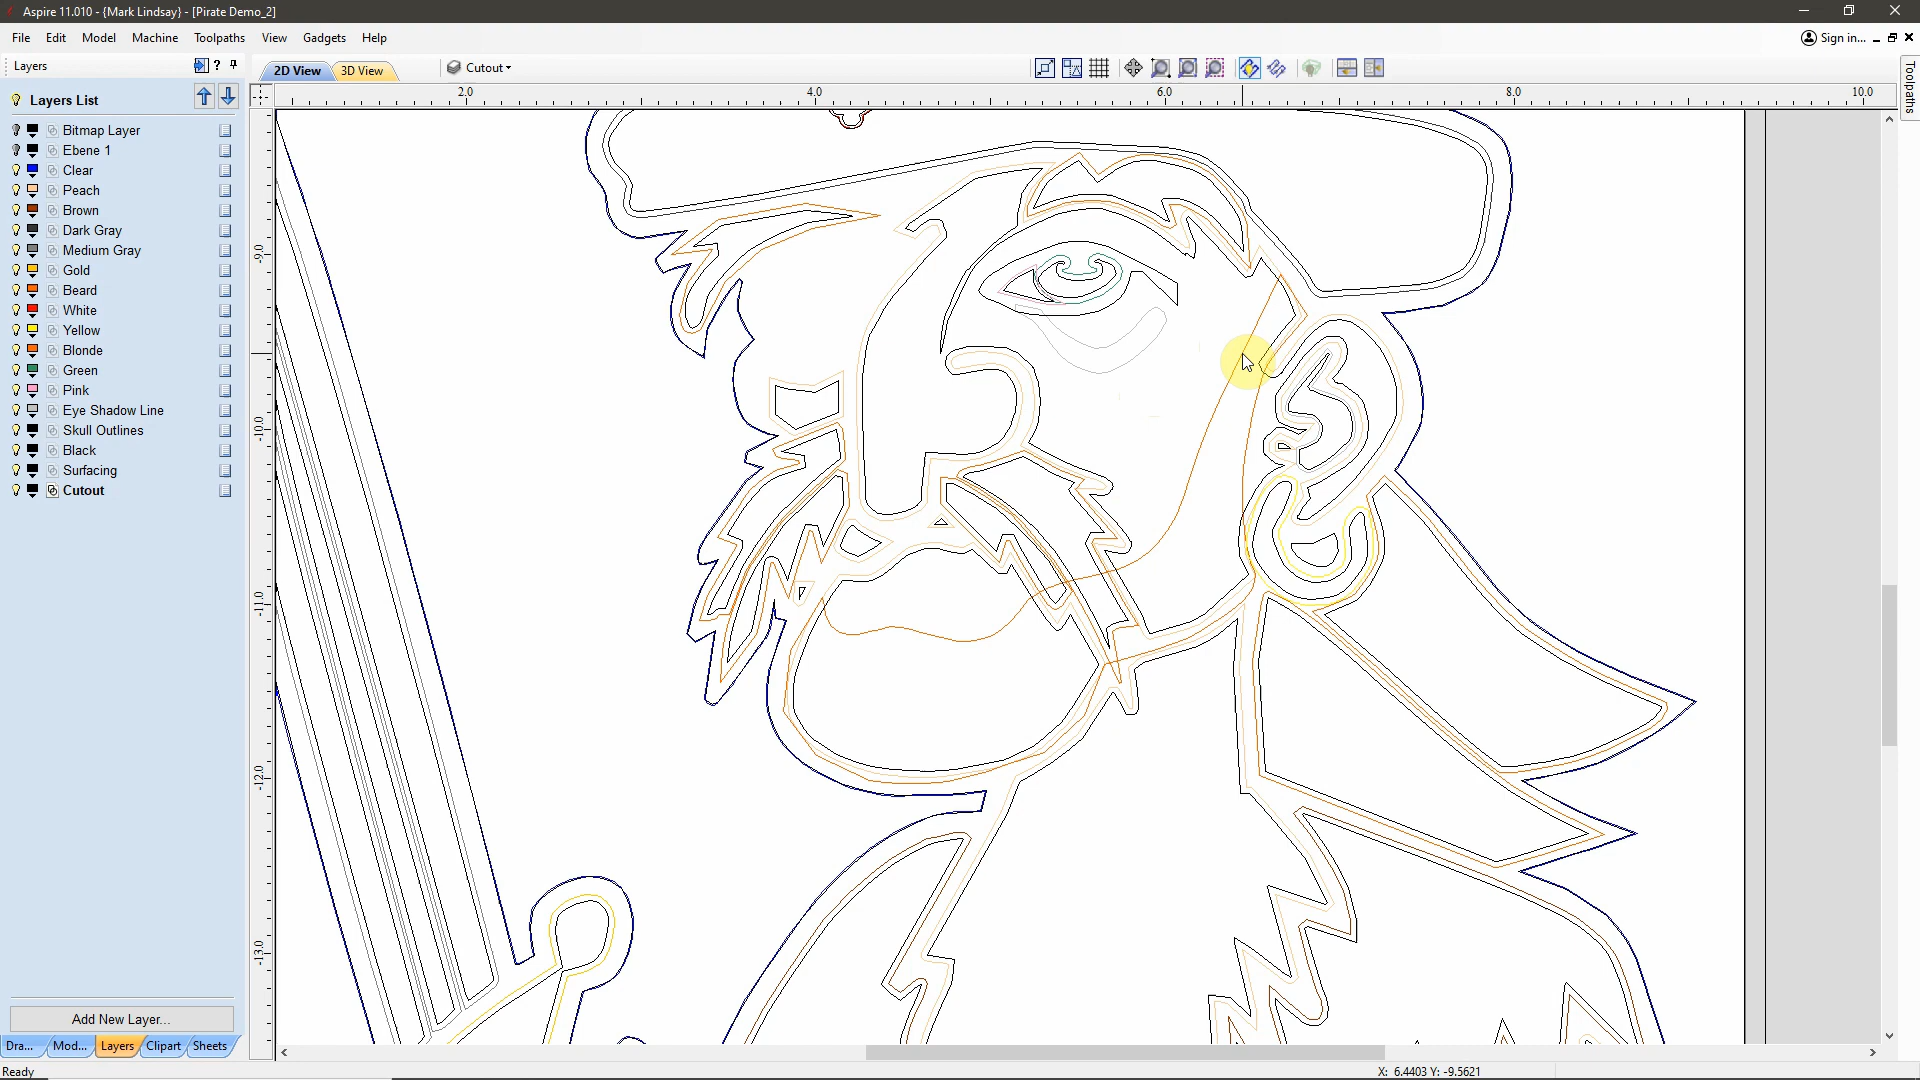 Aspire 11.010 - {Mark Lindsay} - [Pirate Demo_2]
File Edit Model Machine Toolpaths View Gadgets Help
Sign in...
Layers
?
2D View 3D View
Cutout
Toolpaths
Layers List
2.0 4.0 6.0 8.0 10.0
Bitmap Layer
Ebene 1
Clear
Peach
Brown
Dark Gray
Medium Gray
Gold
Beard
White
Yellow
Blonde
Green
Pink
Eye Shadow Line
Skull Outlines
Black
Surfacing
Cutout
-9.0
-10.0
-11.0
-12.0
-13.0
Add New Layer...
Dra... Mod... Layers Clipart Sheets
Ready
X: 6.4403 Y: -9.5621